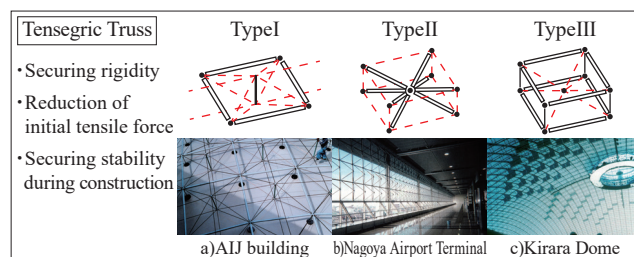 Tensegric Truss
・Securing rigidity
・Reduction of
initial tensile force
・Securing stability
during construction
TypeI
TypeII
TypeIII
a)AIJ building
b)Nagoya Airport Terminal
c)Kirara Dome